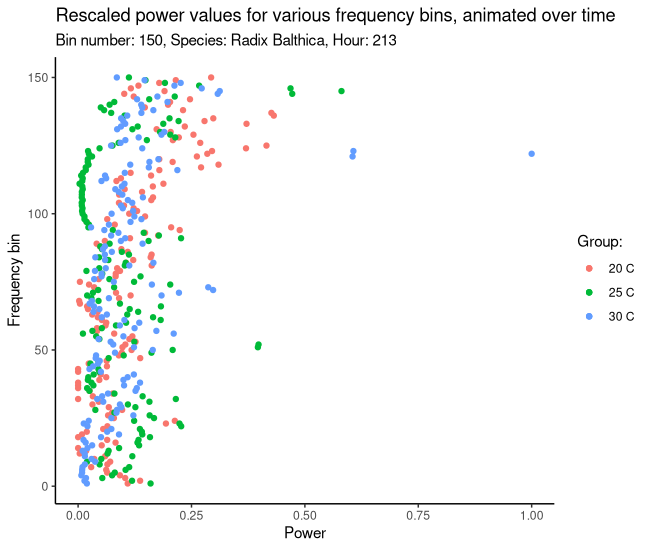 Rescaled power values for various frequency bins, animated over time
Bin number: 150, Species: Radix Balthica, Hour: 213
150
100
50
0
Frequency bin
0.00 0.25 0.50 0.75 1.00
Power
Group:
20 C
25 C
30 C